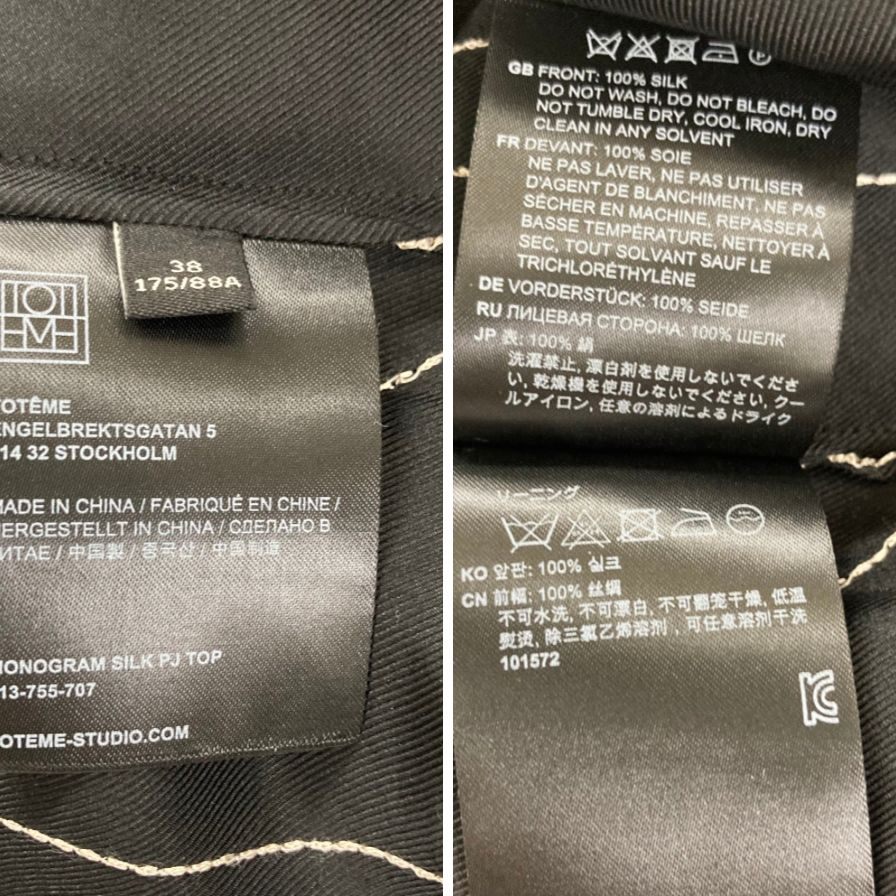 38
175/88A
TOTÊME
ENGELBREKTSGATAN 5
114 32 STOCKHOLM
MADE IN CHINA / FABRIQUÉ EN CHINE /
HERGESTELLT IN CHINA / СДЕЛАНО В
КИТАЕ / 中国製 / 중국산 / 中国制造
MONOGRAM SILK PJ TOP
13-755-707
TOTEME-STUDIO.COM
GB FRONT: 100% SILK
DO NOT WASH, DO NOT BLEACH, DO
NOT TUMBLE DRY, COOL IRON, DRY
CLEAN IN ANY SOLVENT
FR DEVANT: 100% SOIE
NE PAS LAVER, NE PAS UTILISER
D'AGENT DE BLANCHIMENT, NE PAS
SÉCHER EN MACHINE, REPASSER À
BASSE TEMPÉRATURE, NETTOYER À
SEC, TOUT SOLVANT SAUF LE
TRICHLORÉTHYLÈNE
DE VORDERSTÜCK: 100% SEIDE
RU ЛИЦЕВАЯ СТОРОНА: 100% ШЕЛК
JP 表: 100% 絹
洗濯禁止, 漂白剤を使用しないでくださ
い, 乾燥機を使用しないでください, クー
ルアイロン, 任意の溶剤によるドライク
リーニング
KO 앞판: 100% 실크
CN 前幅: 100% 丝绸
不可水洗, 不可漂白, 不可翻笼干燥, 低温
熨烫, 除三氯乙烯溶剂 , 可任意溶剂干洗
101572